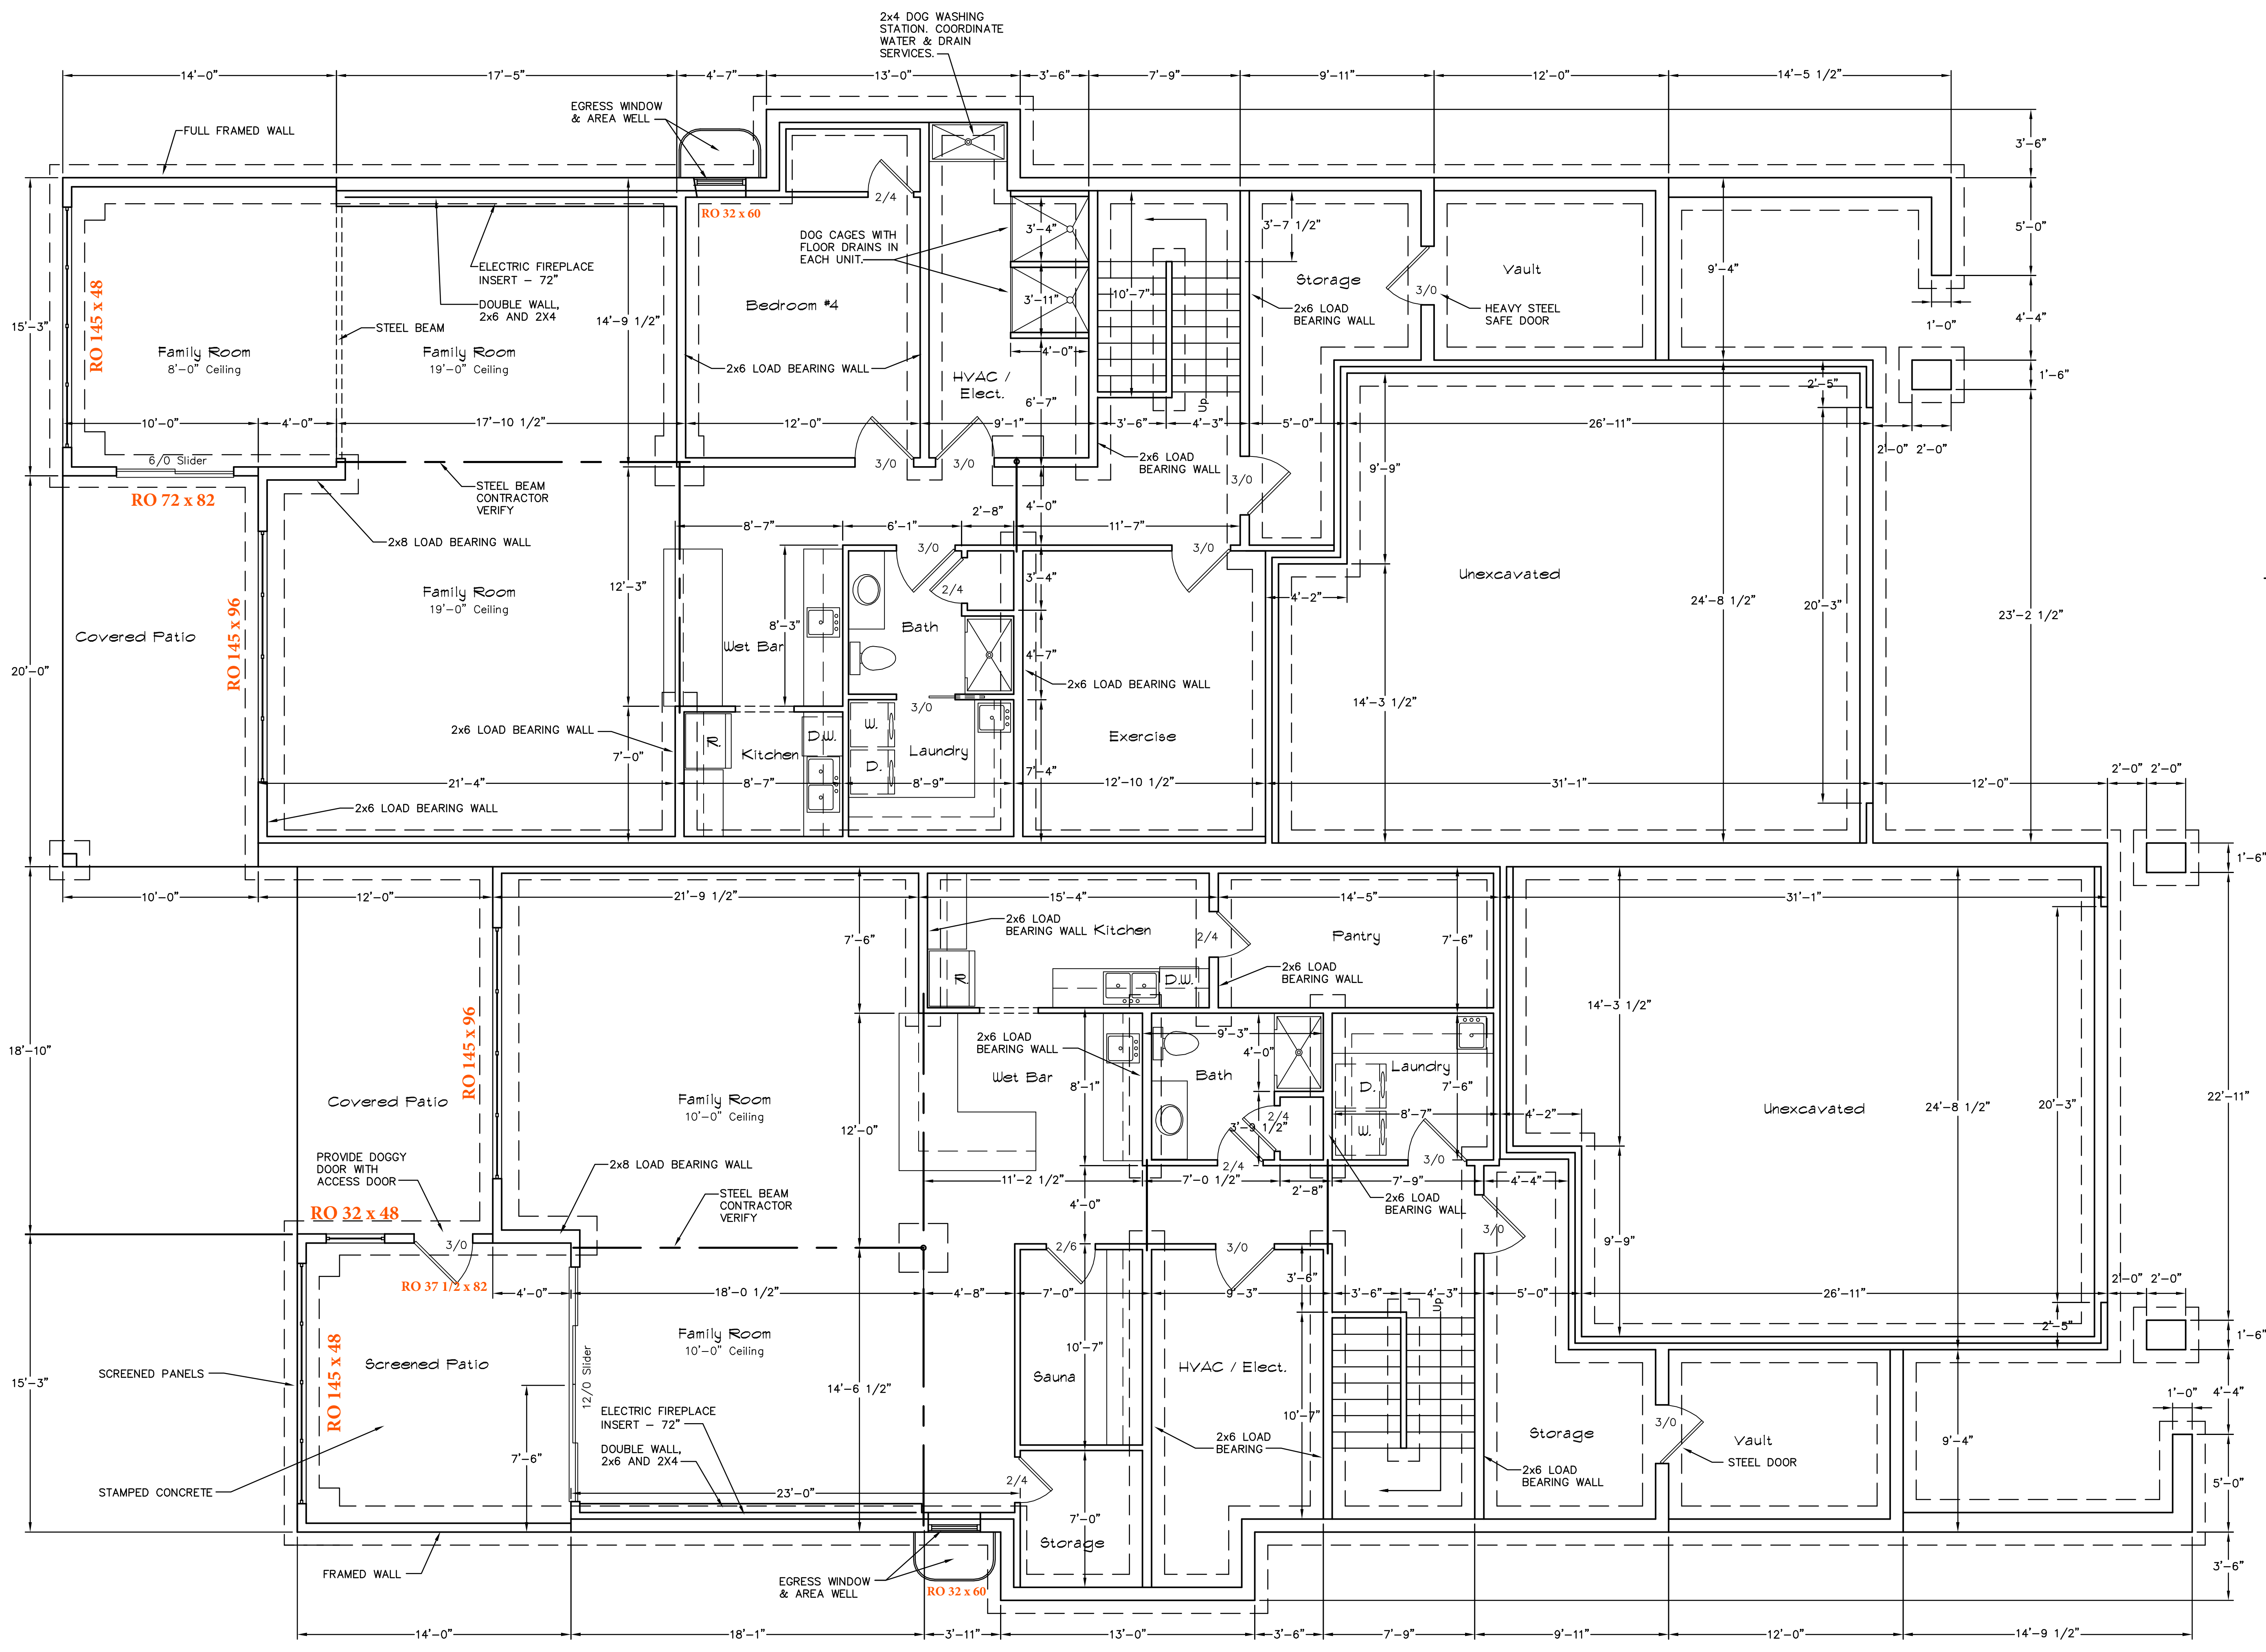 2x4 DOG WASHING
STATION. COORDINATE
WATER & DRAIN
SERVICES.
14'-0"
17'-5"
4'-7"
13'-0"
3'-6"
7'-9"
9'-11"
12'-0"
14'-5 1/2"
EGRESS WINDOW
& AREA WELL
FULL FRAMED WALL
3'-6"
2/4
RO 32 x 60
DOG CAGES WITH
FLOOR DRAINS IN
EACH UNIT.
3'-4"
3'-7 1/2"
5'-0"
ELECTRIC FIREPLACE
INSERT - 72"
DOUBLE WALL,
2x6 AND 2X4
Bedroom #4
3'-11"
10'-7"
Storage
Vault
9'-4"
3/0
2x6 LOAD
BEARING WALL
HEAVY STEEL
SAFE DOOR
1'-0"
4'-4"
15'-3"
RO 145 x 48
STEEL BEAM
14'-9 1/2"
Family Room
8'-0" Ceiling
Family Room
19'-0" Ceiling
2x6 LOAD BEARING WALL
4'-0"
HVAC /
Elect.
6'-7"
Up
2'-5"
1'-6"
10'-0"
4'-0"
17'-10 1/2"
12'-0"
9'-1"
3'-6"
4'-3"
5'-0"
26'-11"
2'-0"
2'-0"
6/0 Slider
3/0
3/0
2x6 LOAD
BEARING WALL
9'-9"
3/0
RO 72 x 82
STEEL BEAM
CONTRACTOR
VERIFY
2x8 LOAD BEARING WALL
4'-0"
8'-7"
6'-1"
2'-8"
11'-7"
3/0
3/0
12'-3"
Family Room
19'-0" Ceiling
RO 145 x 96
Covered Patio
20'-0"
2/4
3'-4"
4'-2"
Unexcavated
24'-8 1/2"
20'-3"
23'-2 1/2"
8'-3"
Bath
Wet Bar
4'-7"
2x6 LOAD BEARING WALL
14'-3 1/2"
3/0
2x6 LOAD BEARING WALL
R.
D.W.
W.
Kitchen
Laundry
Exercise
7'-0"
D.
7'-4"
21'-4"
8'-7"
8'-9"
12'-10 1/2"
31'-1"
12'-0"
2'-0"
2'-0"
2x6 LOAD BEARING WALL
1'-6"
10'-0"
12'-0"
21'-9 1/2"
15'-4"
14'-5"
31'-1"
2x6 LOAD
BEARING WALL
Kitchen
7'-6"
2/4
Pantry
7'-6"
2x6 LOAD
BEARING WALL
R.
D.W.
14'-3 1/2"
18'-10"
RO 145 x 96
2x6 LOAD
BEARING WALL
9'-3"
4'-0"
Wet Bar
8'-1"
Bath
Laundry
D.
7'-6"
Covered Patio
Family Room
10'-0" Ceiling
12'-0"
2/4
3'-9 1/2"
8'-7"
W.
4'-2"
Unexcavated
24'-8 1/2"
20'-3"
22'-11"
PROVIDE DOGGY
DOOR WITH
ACCESS DOOR
2x8 LOAD BEARING WALL
2/4
3/0
11'-2 1/2"
7'-0 1/2"
2'-8"
7'-9"
4'-4"
STEEL BEAM
CONTRACTOR
VERIFY
4'-0"
2x6 LOAD
BEARING WALL
RO 32 x 48
3/0
2/6
3/0
3/0
9'-9"
RO 37 1/2 x 82
4'-0"
18'-0 1/2"
4'-8"
7'-0"
9'-3"
3'-6"
3'-6"
4'-3"
5'-0"
26'-11"
2'-0"
2'-0"
Up
2'-5"
1'-6"
Family Room
10'-0" Ceiling
10'-7"
Screened Patio
Sauna
HVAC / Elect.
SCREENED PANELS
RO 145 x 48
12/0 Slider
15'-3"
14'-6 1/2"
1'-0"
4'-4"
ELECTRIC FIREPLACE
INSERT - 72"
DOUBLE WALL,
2x6 AND 2X4
7'-6"
10'-7"
2x6 LOAD
BEARING
Storage
3/0
Vault
STEEL DOOR
9'-4"
STAMPED CONCRETE
23'-0"
2/4
2x6 LOAD
BEARING WALL
5'-0"
7'-0"
Storage
FRAMED WALL
EGRESS WINDOW
& AREA WELL
RO 32 x 60
3'-6"
14'-0"
18'-1"
3'-11"
13'-0"
3'-6"
7'-9"
9'-11"
12'-0"
14'-9 1/2"